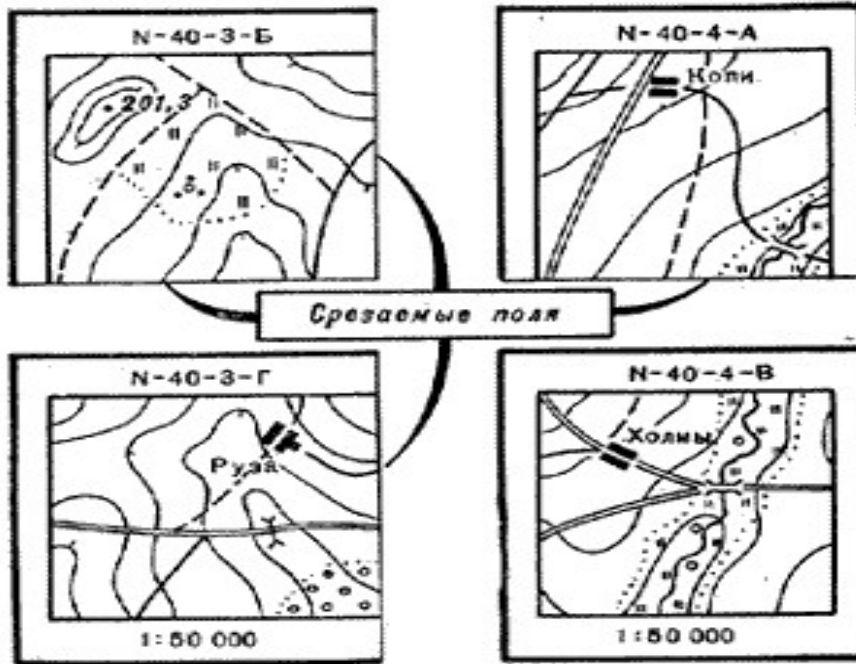 N-40-3-Б
N-40-4-А
201,3
Копи.
Срезаемые поля
N-40-3-Г
N-40-4-В
Руза
Холмы
1:50 000
1:50 000